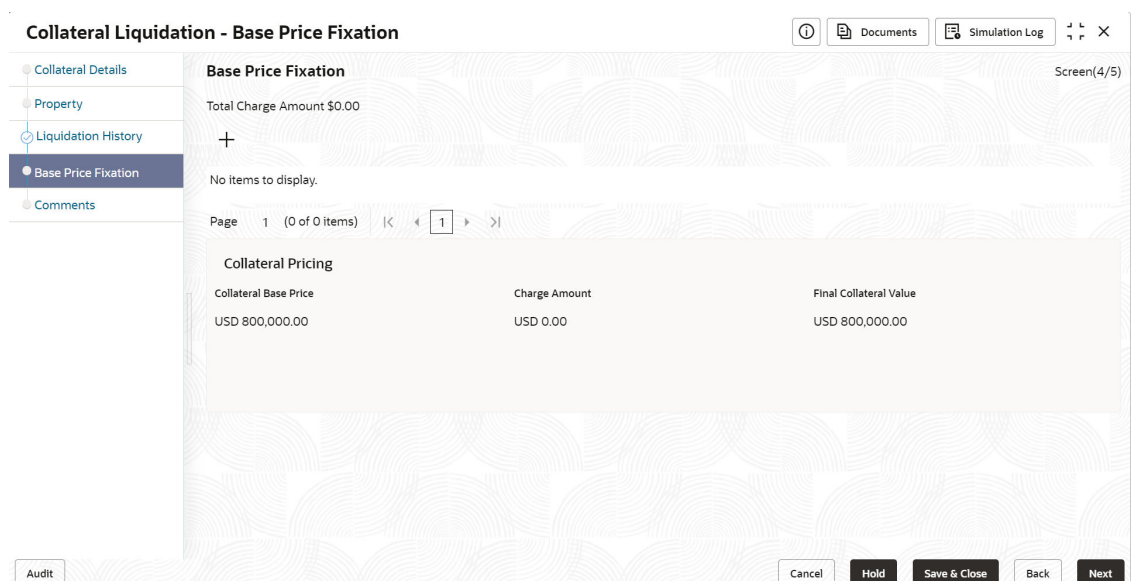 Collateral Liquidation - Base Price Fixation
Documents
Simulation Log
Collateral Details
Property
Liquidation History
Base Price Fixation
Comments
Base Price Fixation
Screen(4/5)
Total Charge Amount $0.00
No items to display.
Page 1 (0 of 0 items) 1
Collateral Pricing
Collateral Base Price Charge Amount Final Collateral Value
USD 800,000.00 USD 0.00 USD 800,000.00
Audit Cancel Hold Save & Close Back Next